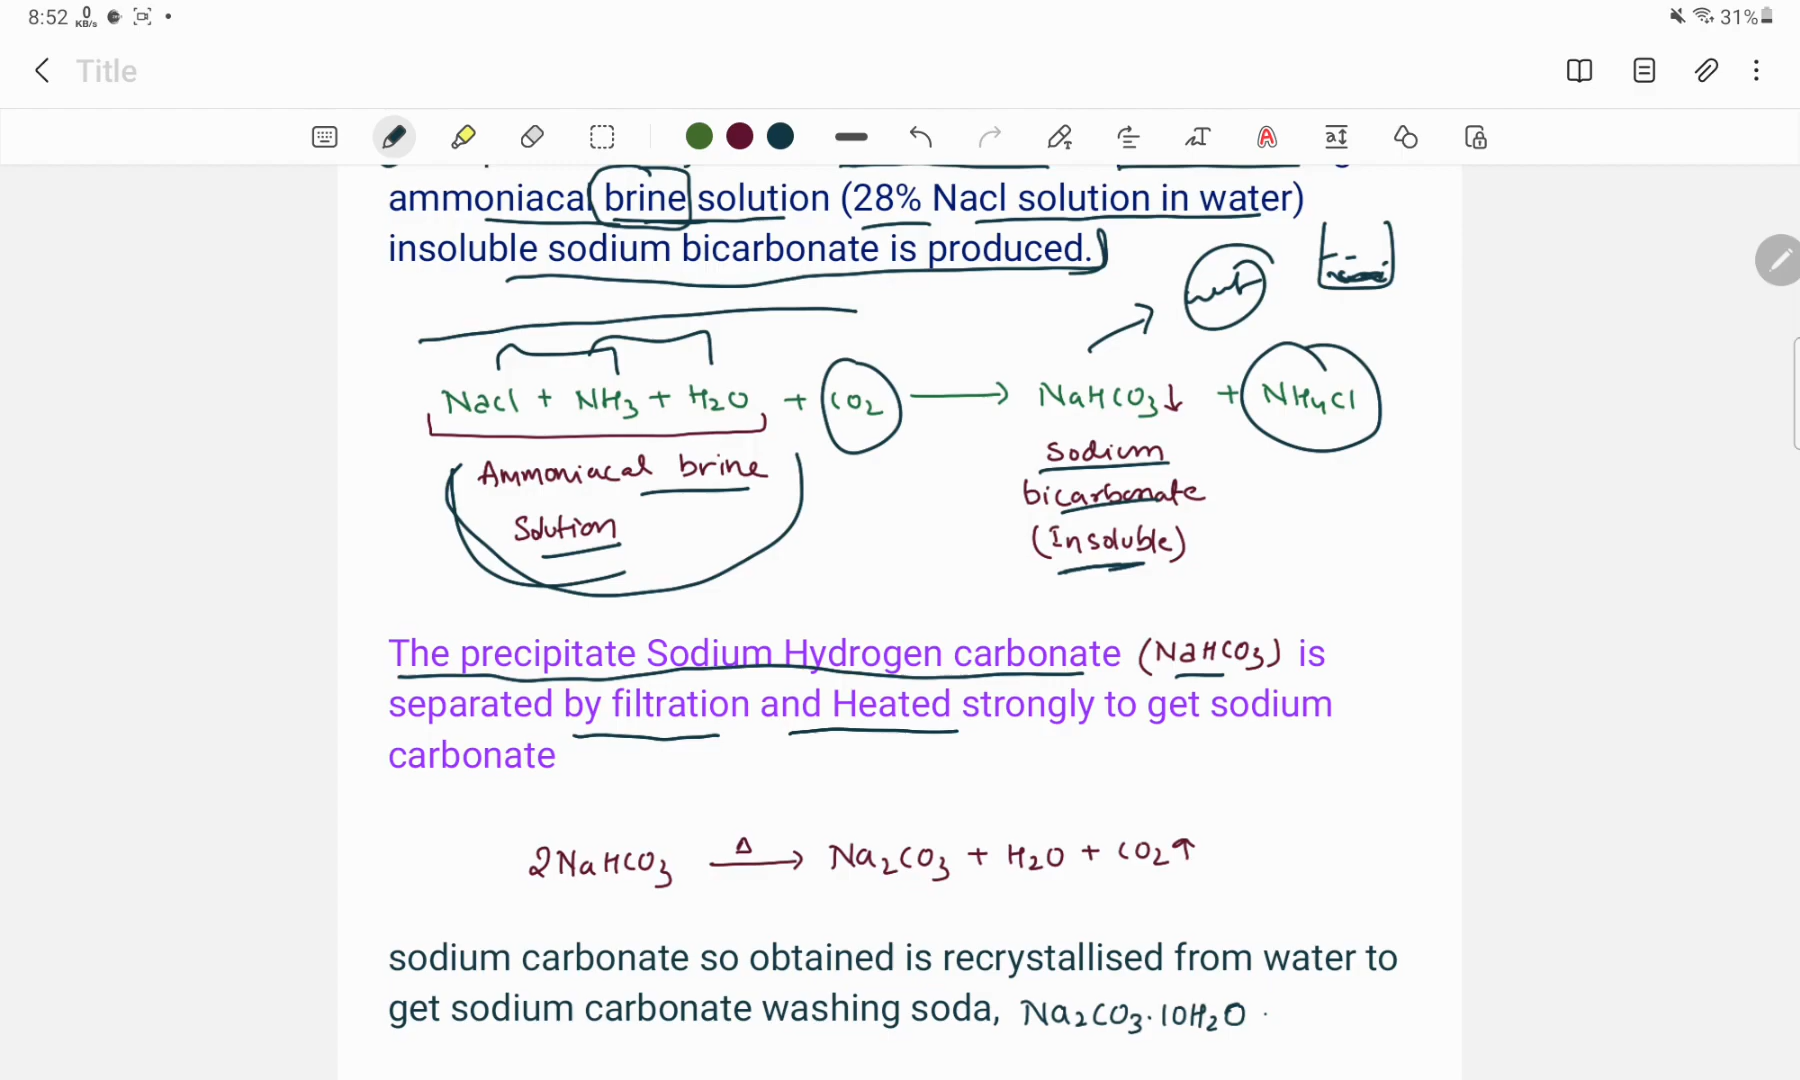 8:52 0 KB/s 31%
Title
ammoniacal brine solution (28% Nacl solution in water)
insoluble sodium bicarbonate is produced.
Nacl + NH3 + H2O + CO2 → NaHCO3↓ + NH4Cl
Ammoniacal brine
Solution
Sodium
bicarbonate
(Insoluble)
The precipitate Sodium Hydrogen carbonate (NaHCO3) is
separated by filtration and Heated strongly to get sodium
carbonate
2NaHCO3 Δ→ Na2CO3 + H2O + CO2↑
sodium carbonate so obtained is recrystallised from water to
get sodium carbonate washing soda, Na2CO3.10H2O .